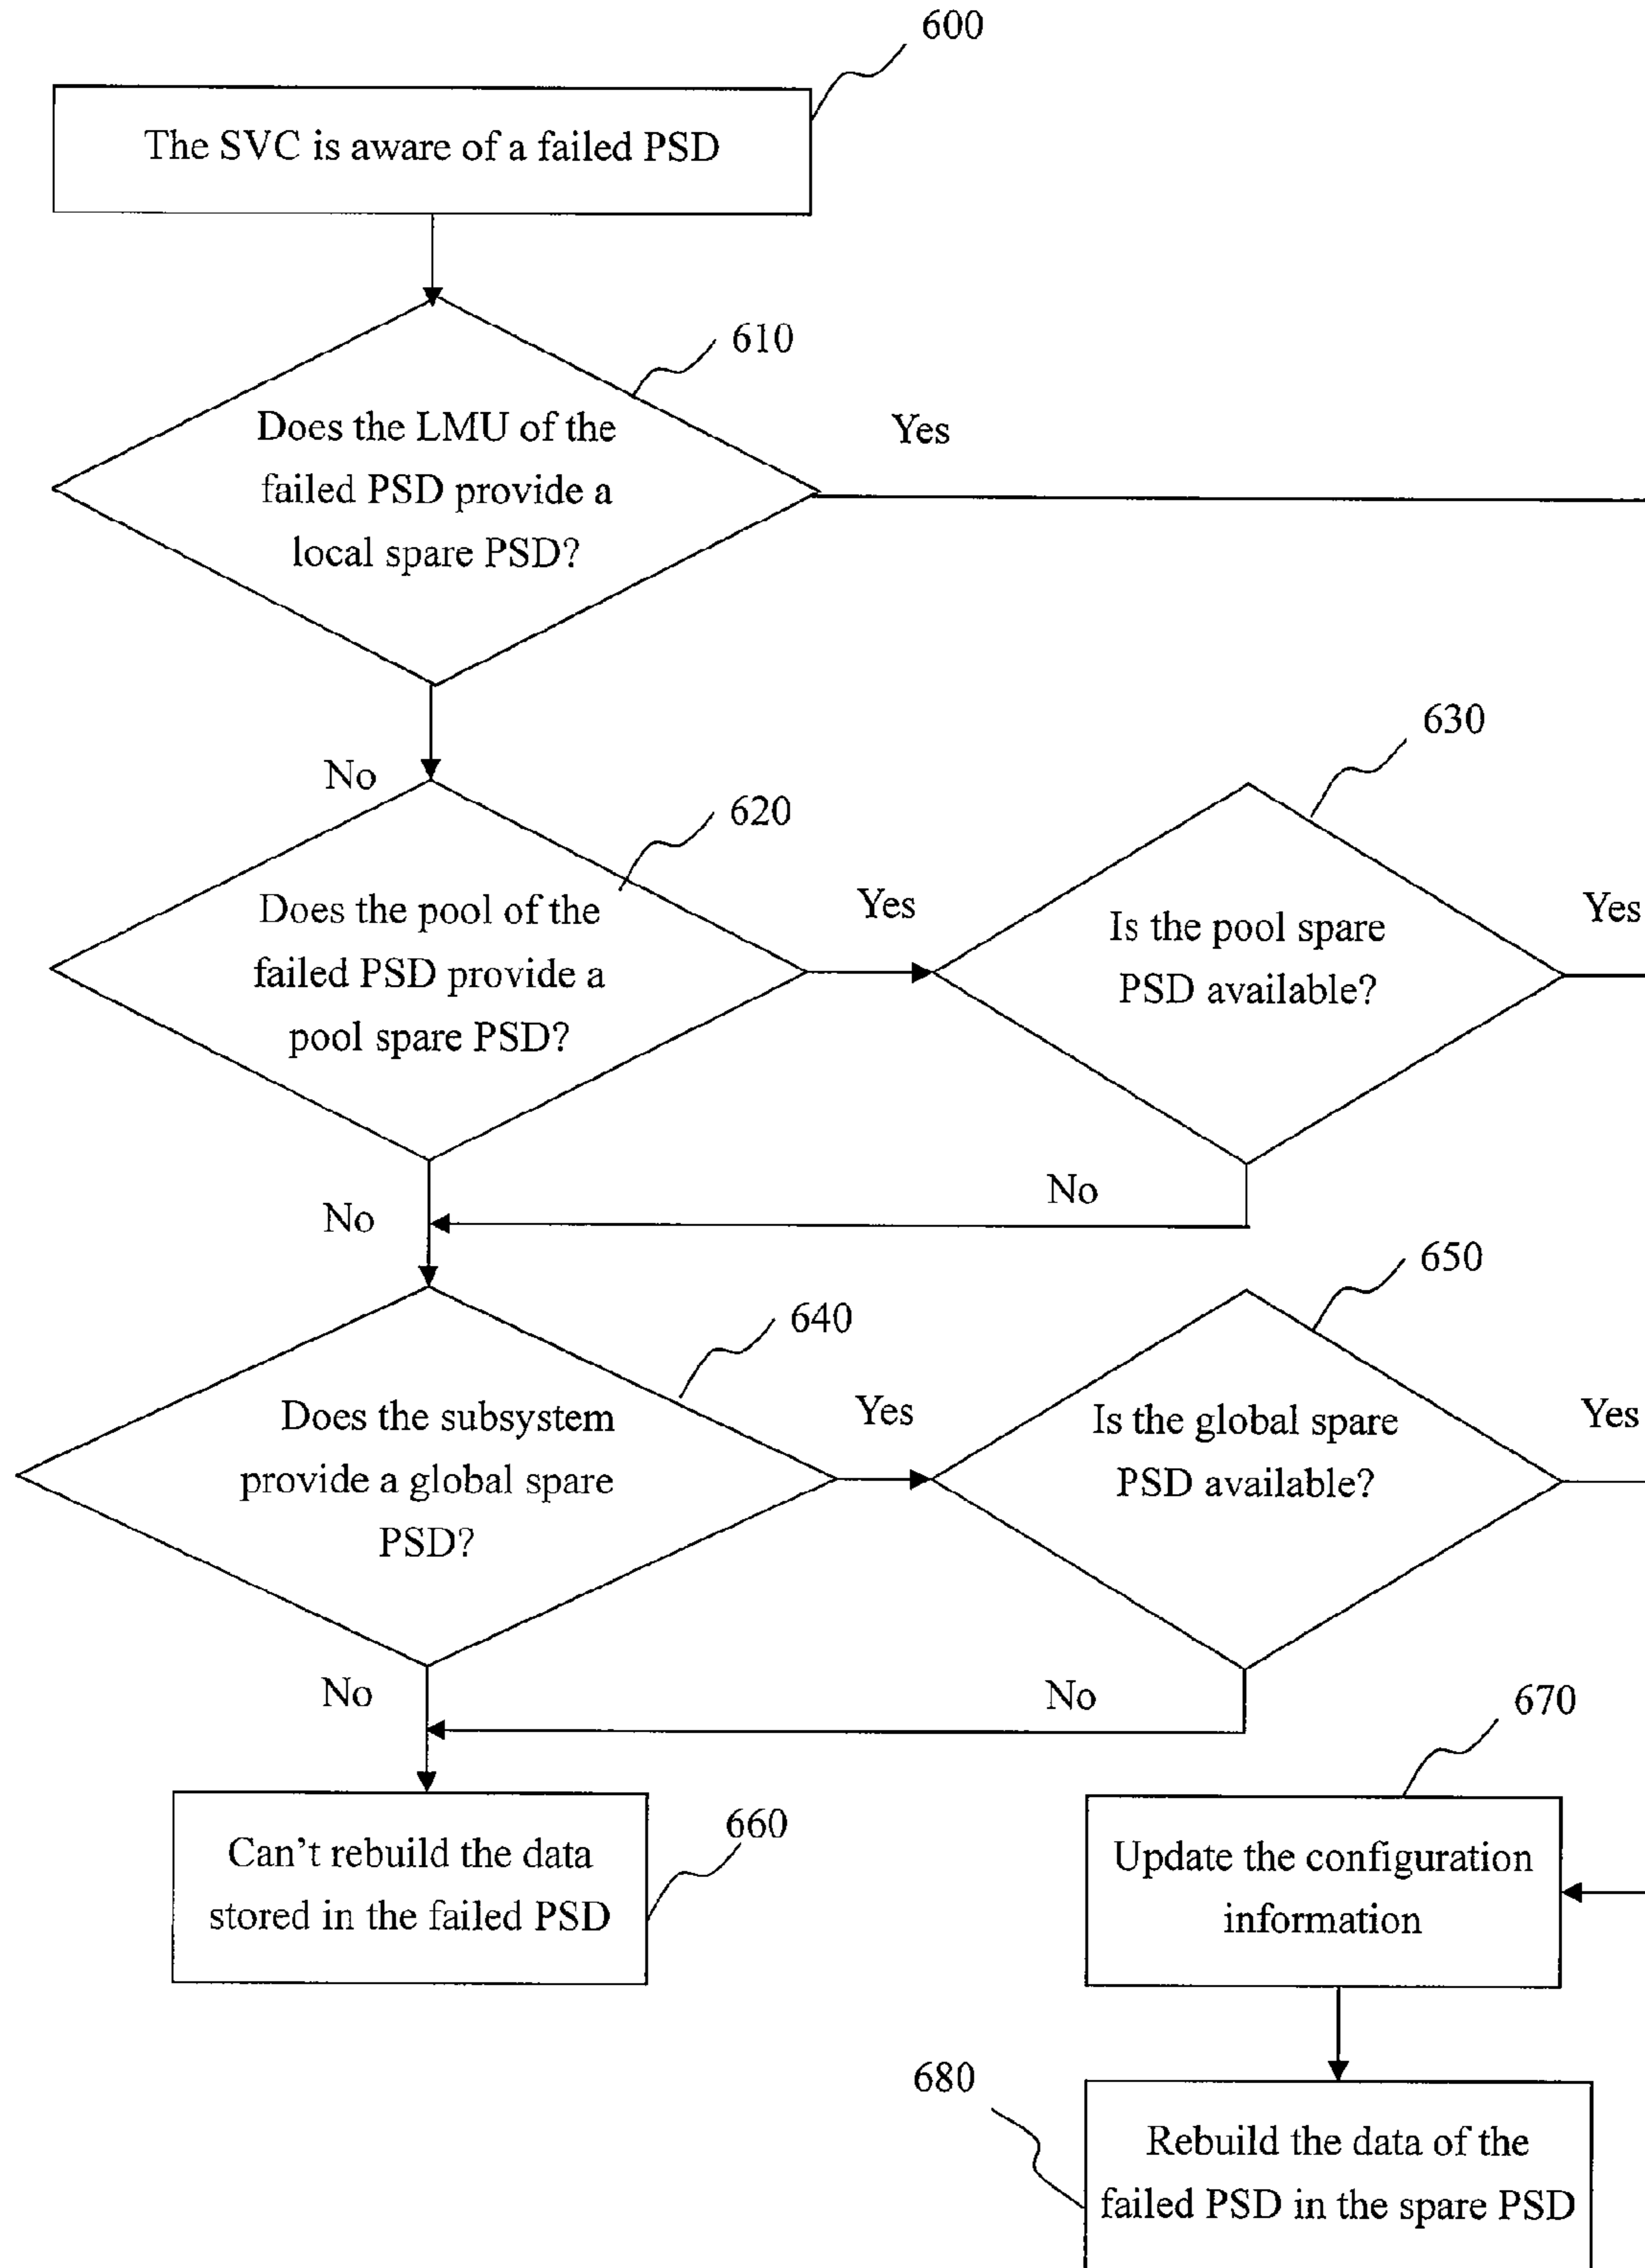 600
The SVC is aware of a failed PSD
610
Does the LMU of the
failed PSD provide a
local spare PSD?
Yes
No
630
620
Does the pool of the
failed PSD provide a
pool spare PSD?
Yes
Is the pool spare
PSD available?
Yes
No
No
650
640
Does the subsystem
provide a global spare
PSD?
Yes
Is the global spare
PSD available?
Yes
No
No
670
660
Can't rebuild the data
stored in the failed PSD
Update the configuration
information
680
Rebuild the data of the
failed PSD in the spare PSD